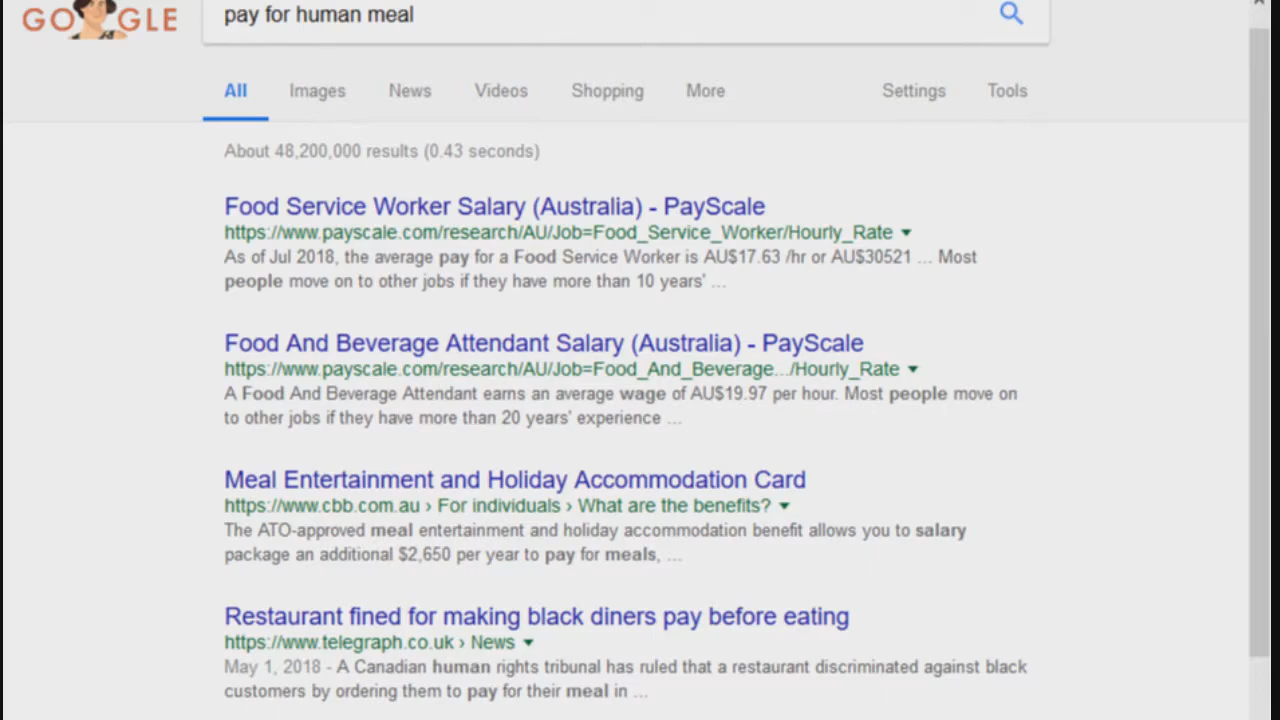 GO GLE
pay for human meal
All Images News Videos Shopping More Settings Tools
About 48,200,000 results (0.43 seconds)
Food Service Worker Salary (Australia) - PayScale
https://www.payscale.com/research/AU/Job=Food_Service_Worker/Hourly_Rate
As of Jul 2018, the average pay for a Food Service Worker is AU$17.63 /hr or AU$30521 ... Most
people move on to other jobs if they have more than 10 years' ...
Food And Beverage Attendant Salary (Australia) - PayScale
https://www.payscale.com/research/AU/Job=Food_And_Beverage.../Hourly_Rate
A Food And Beverage Attendant earns an average wage of AU$19.97 per hour. Most people move on
to other jobs if they have more than 20 years' experience ...
Meal Entertainment and Holiday Accommodation Card
https://www.cbb.com.au › For individuals › What are the benefits?
The ATO-approved meal entertainment and holiday accommodation benefit allows you to salary
package an additional $2,650 per year to pay for meals, ...
Restaurant fined for making black diners pay before eating
https://www.telegraph.co.uk › News
May 1, 2018 - A Canadian human rights tribunal has ruled that a restaurant discriminated against black
customers by ordering them to pay for their meal in ...